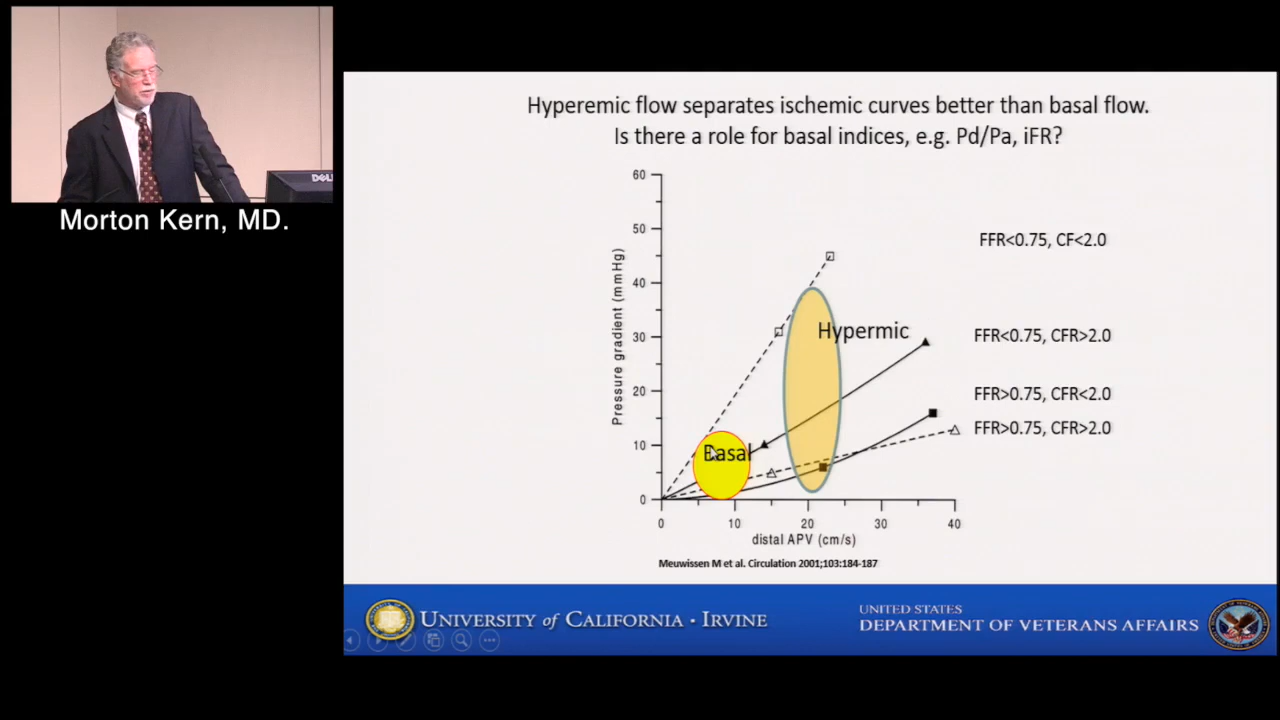 DELL
Morton Kern, MD.
Hyperemic flow separates ischemic curves better than basal flow.
Is there a role for basal indices, e.g. Pd/Pa, iFR?
Pressure gradient (mmHg)
60
50
40
30
20
10
0
Hypermic
Basal
FFR<0.75, CF<2.0
FFR<0.75, CFR>2.0
FFR>0.75, CFR<2.0
FFR>0.75, CFR>2.0
0 10 20 30 40
distal APV (cm/s)
Meuwissen M et al. Circulation 2001;103:184-187
UNIVERSITY of CALIFORNIA • IRVINE
UNITED STATES
DEPARTMENT OF VETERANS AFFAIRS